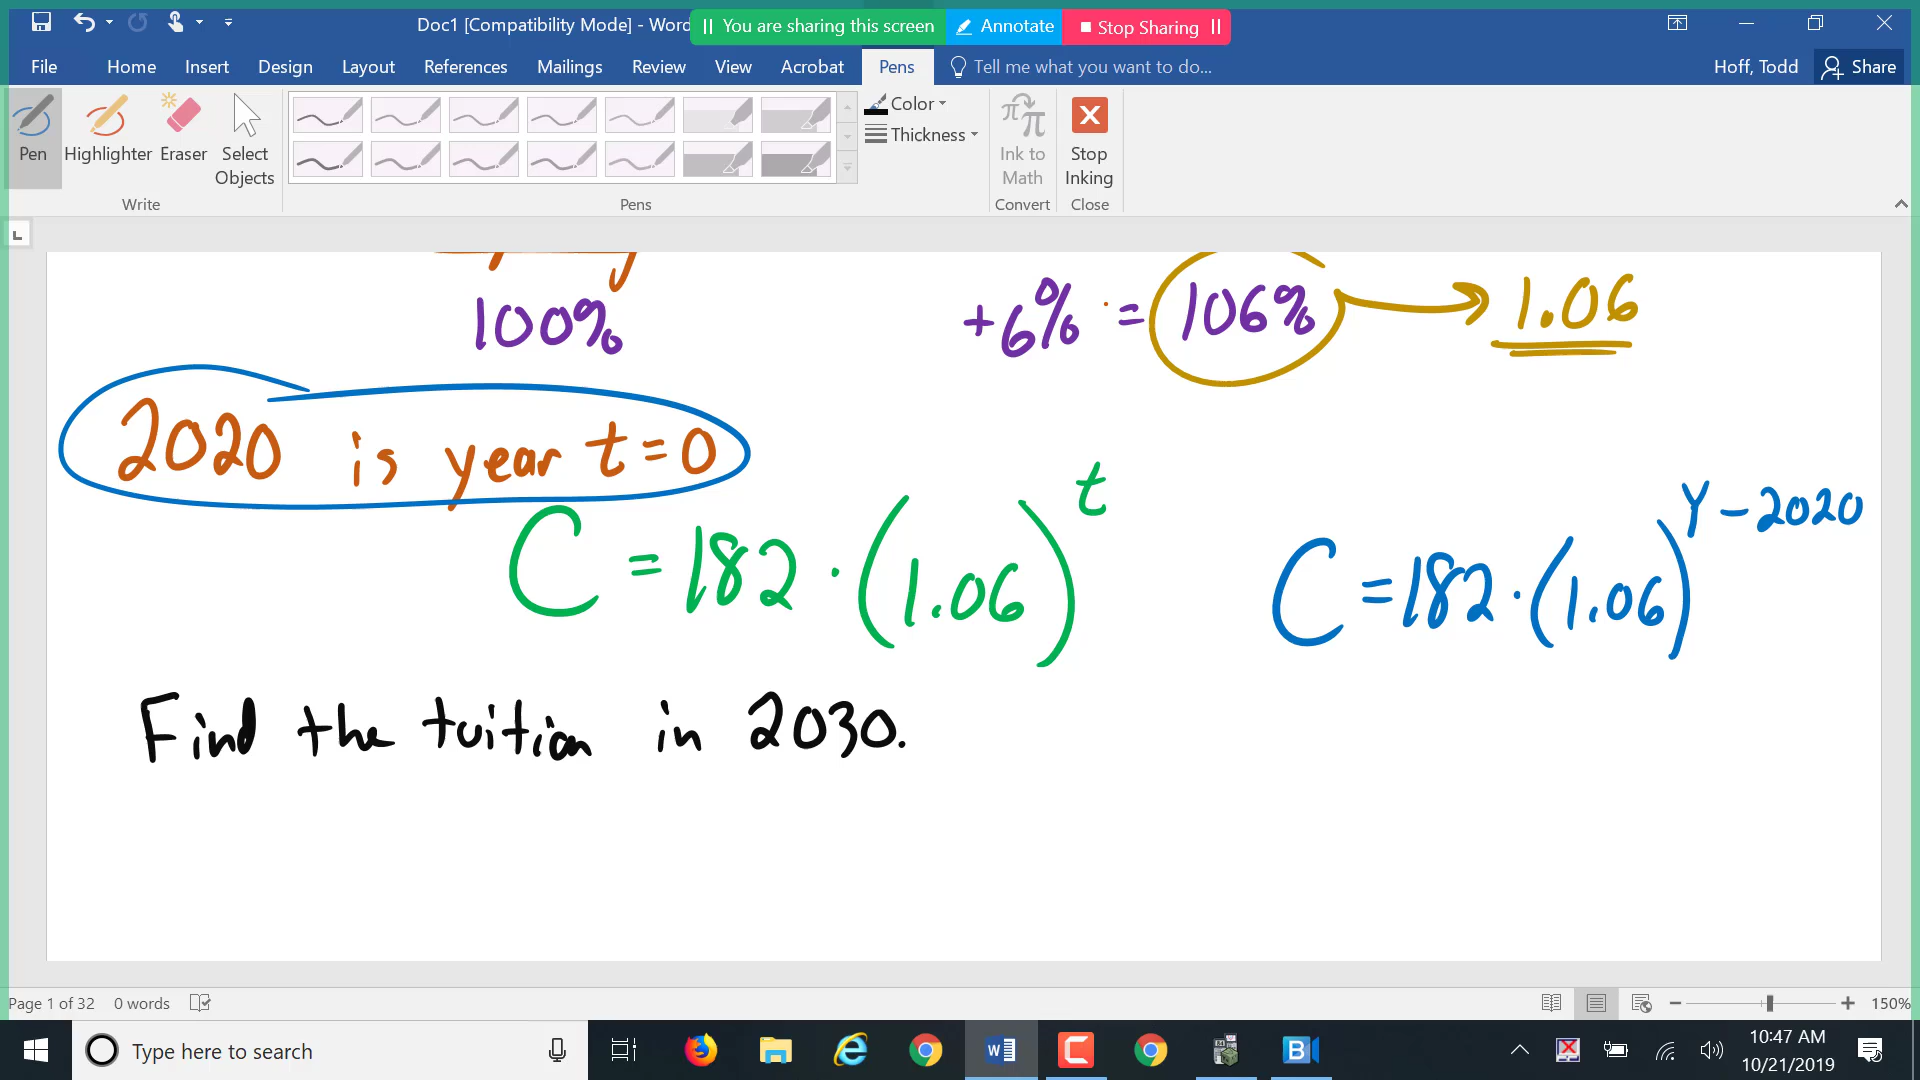 Doc1 [Compatibility Mode] - Word
You are sharing this screen
Annotate
Stop Sharing
File Home Insert Design Layout References Mailings Review View Acrobat Pens Tell me what you want to do... Hoff, Todd Share
Pen Highlighter Eraser Select Objects
Color
Thickness
Ink to Math
Stop Inking
Write Pens Convert Close
100% +6% = 106% → 1.06
2020 is year t = 0
C = 182 · (1.06)^t
C = 182 · (1.06)^Y - 2020
Find the tuition in 2030.
Page 1 of 32 0 words 150%
Type here to search
10:47 AM
10/21/2019